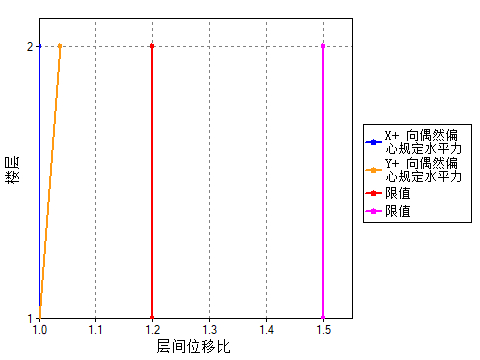 2
楼层
1
1.0 1.1 1.2 1.3 1.4 1.5
层间位移比
X+ 向偶然偏
心规定水平力
Y+ 向偶然偏
心规定水平力
限值
限值